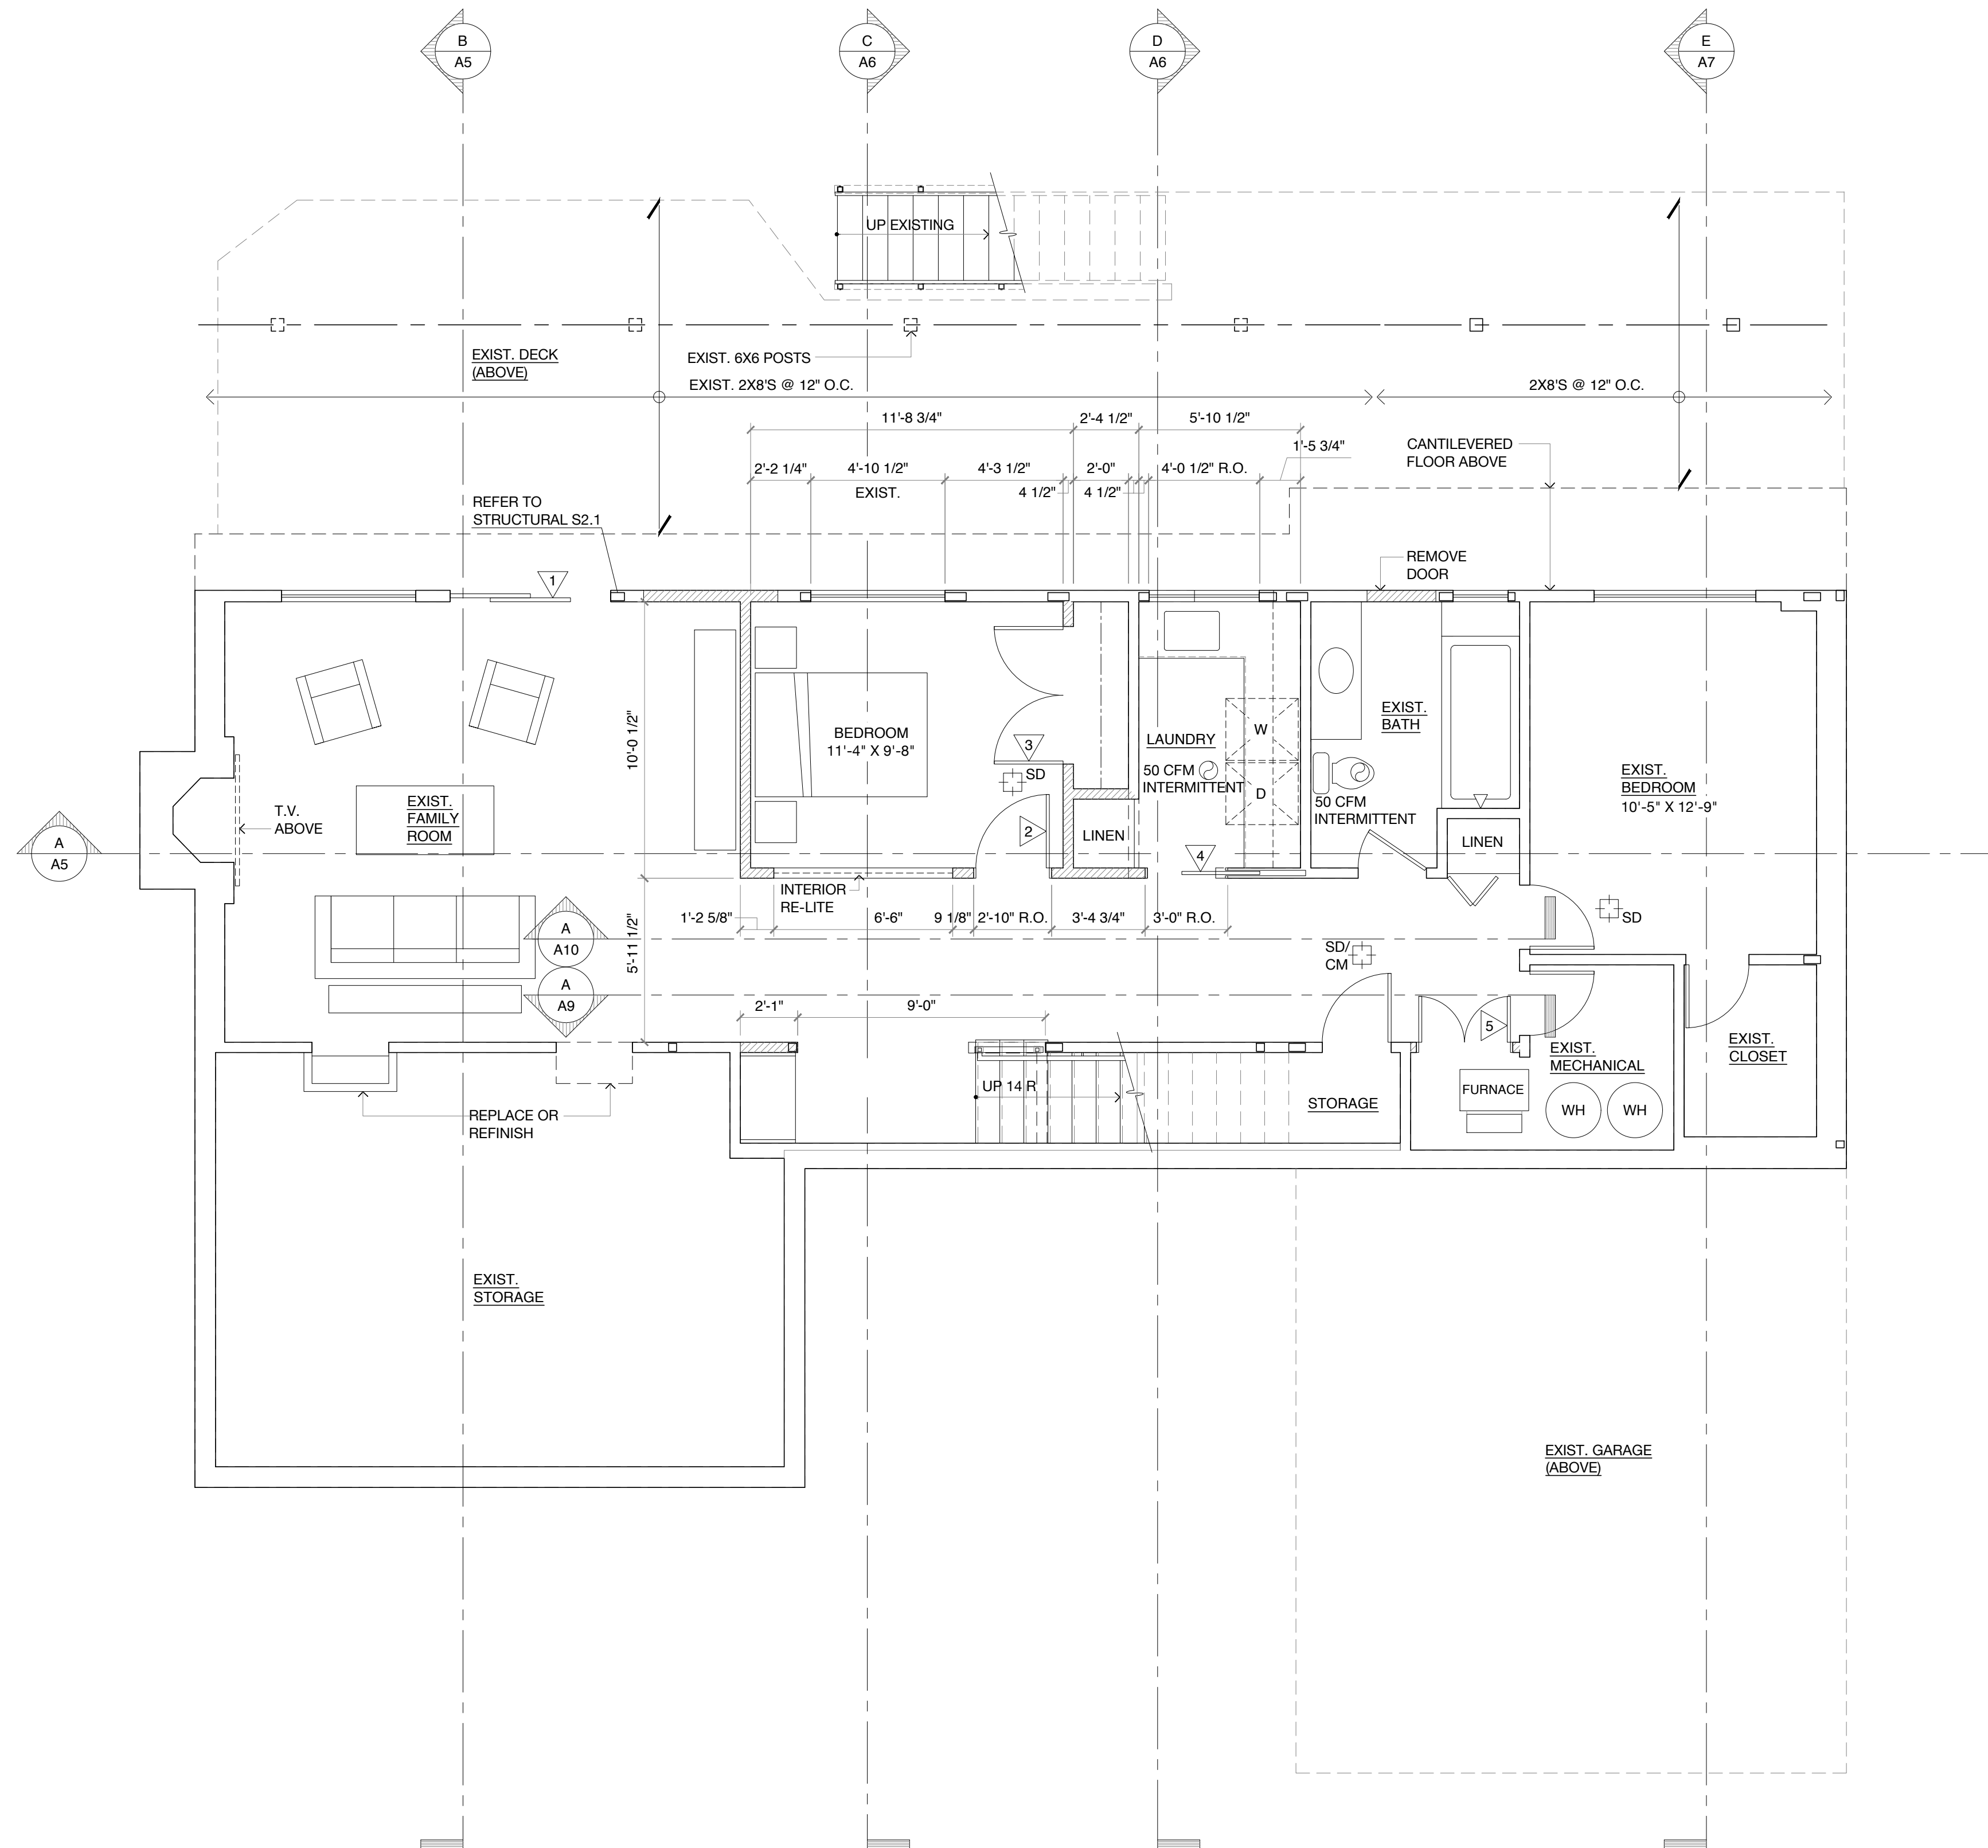 B
A5
C
A6
D
A6
E
A7
UP EXISTING
EXIST. DECK
(ABOVE)
EXIST. 6X6 POSTS
EXIST. 2X8'S @ 12" O.C.
2X8'S @ 12" O.C.
11'-8 3/4"
2'-4 1/2"
5'-10 1/2"
1'-5 3/4"
CANTILEVERED
FLOOR ABOVE
2'-2 1/4"
4'-10 1/2"
EXIST.
4'-3 1/2"
4 1/2"
2'-0"
4 1/2"
4'-0 1/2" R.O.
REFER TO
STRUCTURAL S2.1
REMOVE
DOOR
1
10'-0 1/2"
BEDROOM
11'-4" X 9'-8"
3
SD
LAUNDRY
50 CFM
INTERMITTENT
W
D
EXIST.
BATH
50 CFM
INTERMITTENT
EXIST.
BEDROOM
10'-5" X 12'-9"
T.V.
ABOVE
EXIST.
FAMILY
ROOM
A
A5
2
LINEN
4
LINEN
INTERIOR
RE-LITE
1'-2 5/8"
6'-6"
9 1/8"
2'-10" R.O.
3'-4 3/4"
3'-0" R.O.
SD
5'-11 1/2"
A
A10
A
A9
SD/
CM
2'-1"
9'-0"
5
EXIST.
MECHANICAL
EXIST.
CLOSET
UP 14 R
STORAGE
FURNACE
WH
WH
REPLACE OR
REFINISH
EXIST.
STORAGE
EXIST. GARAGE
(ABOVE)